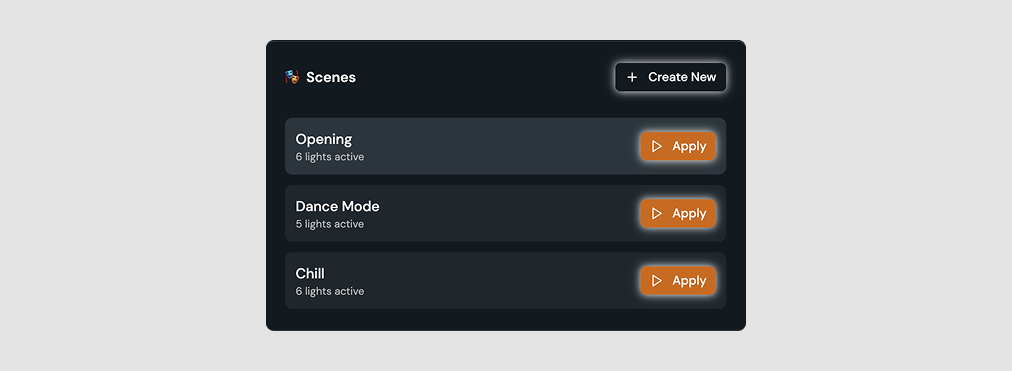 Scenes
Create New
Opening
6 lights active
Apply
Dance Mode
5 lights active
Apply
Chill
6 lights active
Apply